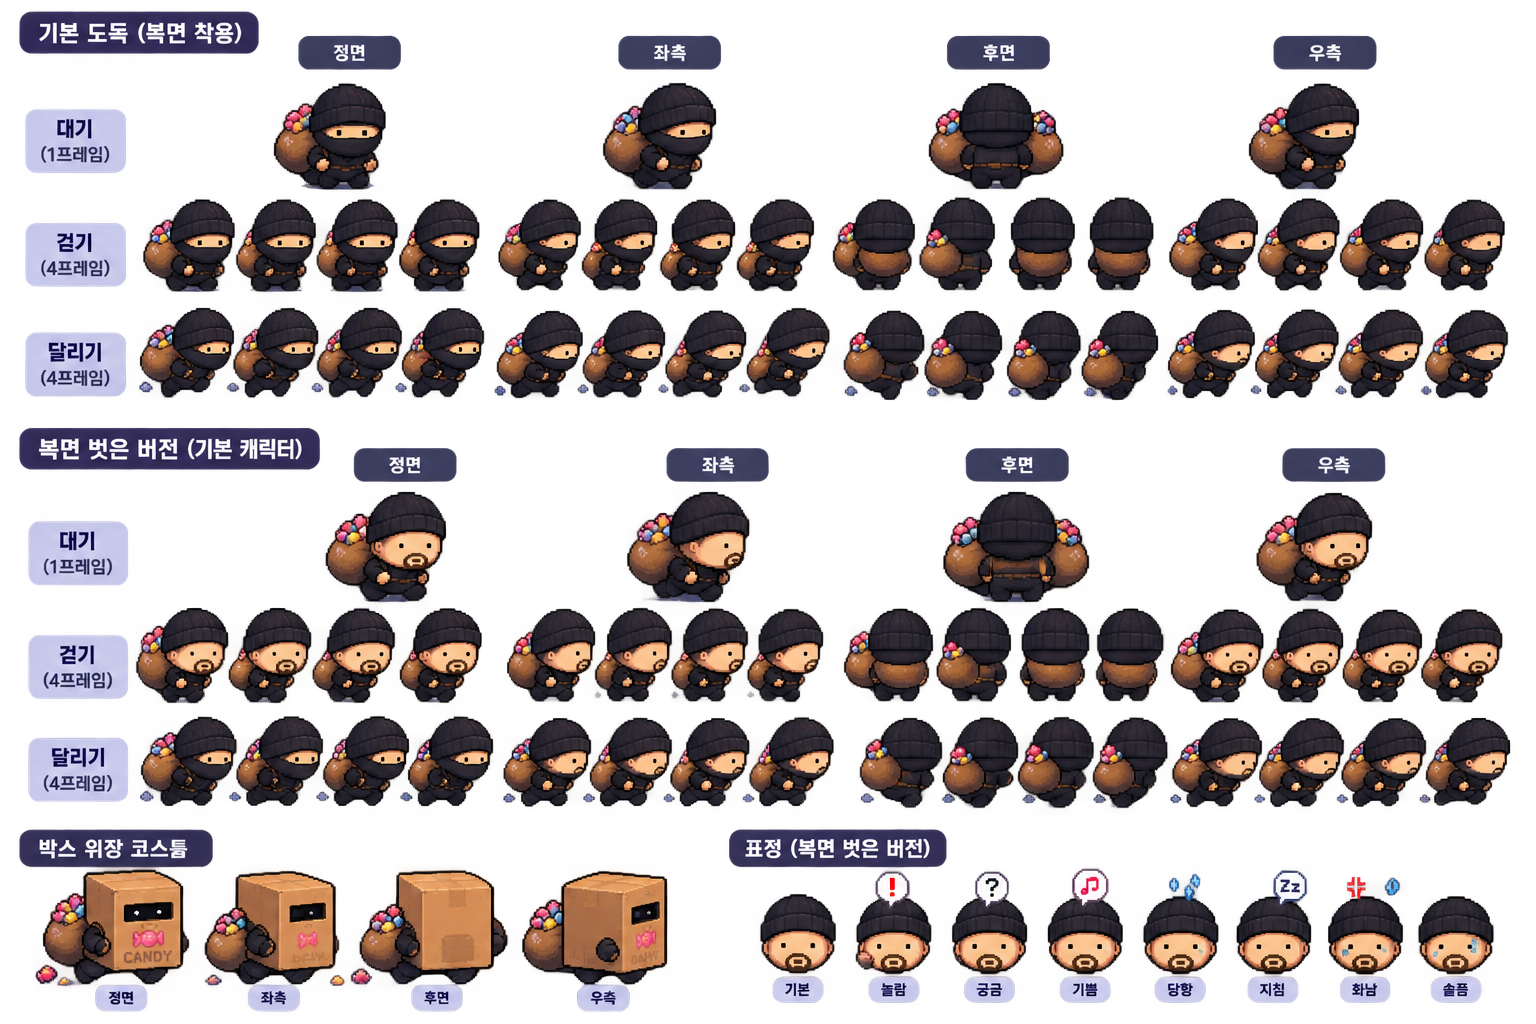 기본 도독 (복면 착용)
정면
좌측
후면
우측
대기
(1프레임)
걷기
(4프레임)
달리기
(4프레임)
복면 벗은 버전 (기본 캐릭터)
정면
좌측
후면
우측
대기
(1프레임)
걷기
(4프레임)
달리기
(4프레임)
박스 위장 코스튬
CANDY
정면
좌측
후면
우측
표정 (복면 벗은 버전)
!
?
Zz
기본
놀람
궁금
기쁨
당항
지침
화남
솔픔